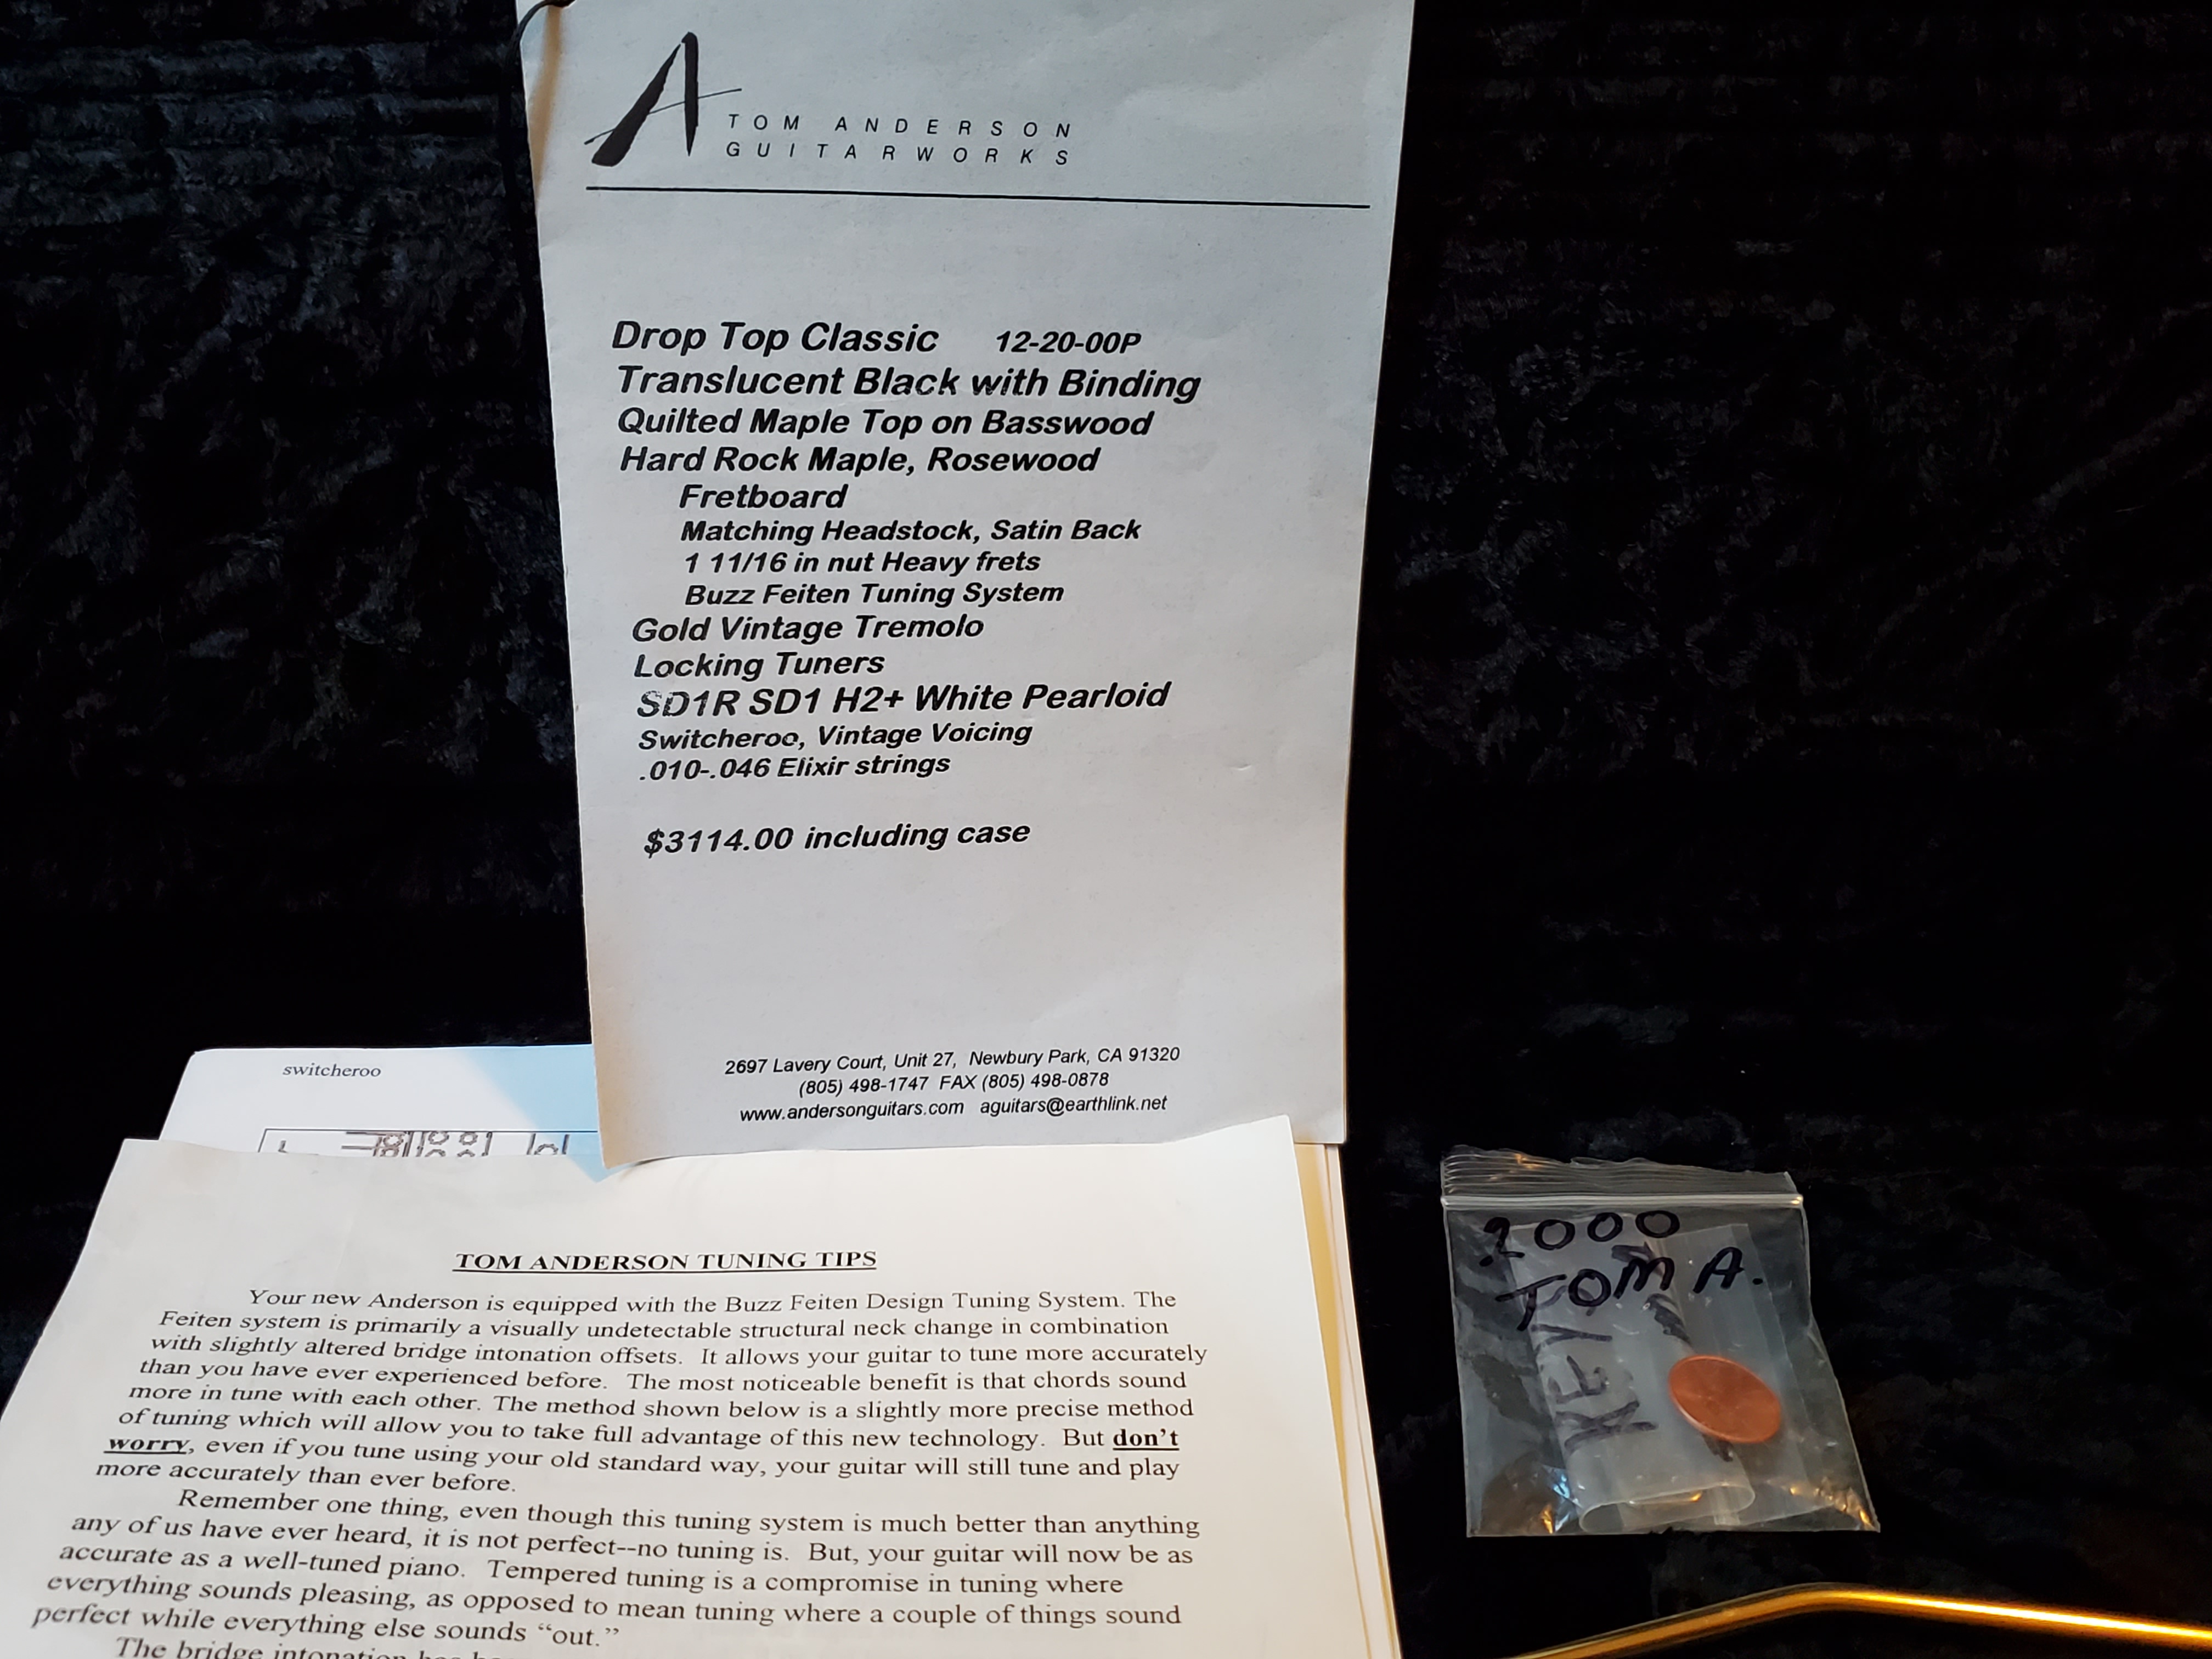 TOM ANDERSON
GUITARWORKS
Drop Top Classic 12-20-00P
Translucent Black with Binding
Quilted Maple Top on Basswood
Hard Rock Maple, Rosewood
Fretboard
Matching Headstock, Satin Back
1 11/16 in nut Heavy frets
Buzz Feiten Tuning System
Gold Vintage Tremolo
Locking Tuners
SD1R SD1 H2+ White Pearloid
Switcheroo, Vintage Voicing
.010-.046 Elixir strings
$3114.00 including case
2697 Lavery Court, Unit 27, Newbury Park, CA 91320
(805) 498-1747 FAX (805) 498-0878
www.andersonguitars.com aguitars@earthlink.net
switcheroo
TOM ANDERSON TUNING TIPS
Your new Anderson is equipped with the Buzz Feiten Design Tuning System. The
Feiten system is primarily a visually undetectable structural neck change in combination
with slightly altered bridge intonation offsets. It allows your guitar to tune more accurately
than you have ever experienced before. The most noticeable benefit is that chords sound
more in tune with each other. The method shown below is a slightly more precise method
of tuning which will allow you to take full advantage of this new technology. But don't
worry, even if you tune using your old standard way, your guitar will still tune and play
more accurately than ever before.
Remember one thing, even though this tuning system is much better than anything
any of us have ever heard, it is not perfect--no tuning is. But, your guitar will now be as
accurate as a well-tuned piano. Tempered tuning is a compromise in tuning where
everything sounds pleasing, as opposed to mean tuning where a couple of things sound
perfect while everything else sounds “out.”
The bridge intonation has
2000
TOM A.
KEY